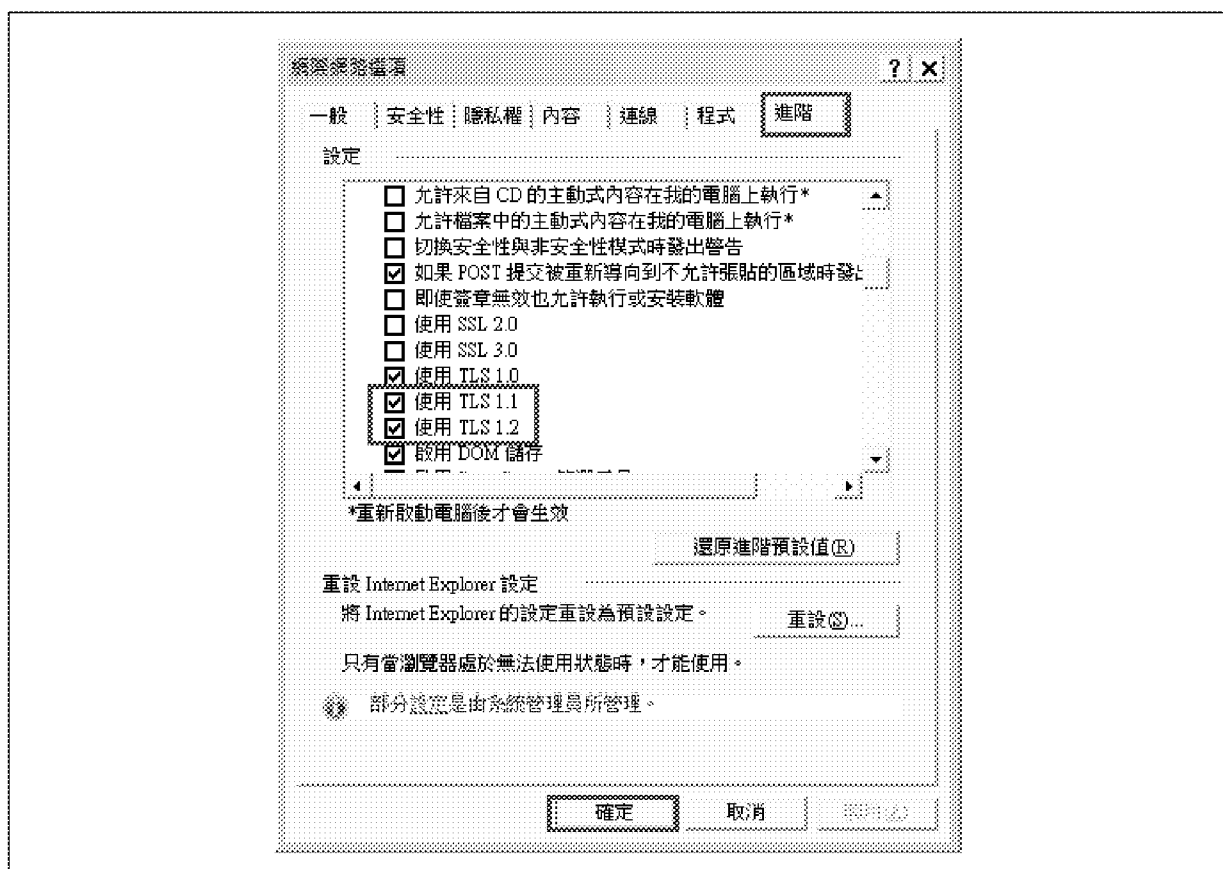 網際網路選項 ? X
一般 安全性 隱私權 內容 連線 程式 進階
設定
允許來自 CD 的主動式內容在我的電腦上執行*
允許檔案中的主動式內容在我的電腦上執行*
切換安全性與非安全性模式時發出警告
如果 POST 提交被重新導向到不允許張貼的區域時發出
即使簽章無效也允許執行或安裝軟體
使用 SSL 2.0
使用 SSL 3.0
使用 TLS 1.0
使用 TLS 1.1
使用 TLS 1.2
啟用 DOM 儲存
*重新啟動電腦後才會生效
還原進階預設值(R)
重設 Internet Explorer 設定
將 Internet Explorer 的設定重設為預設設定。
重設(S)...
只有當瀏覽器處於無法使用狀態時，才能使用。
部分設定是由系統管理員所管理。
確定 取消